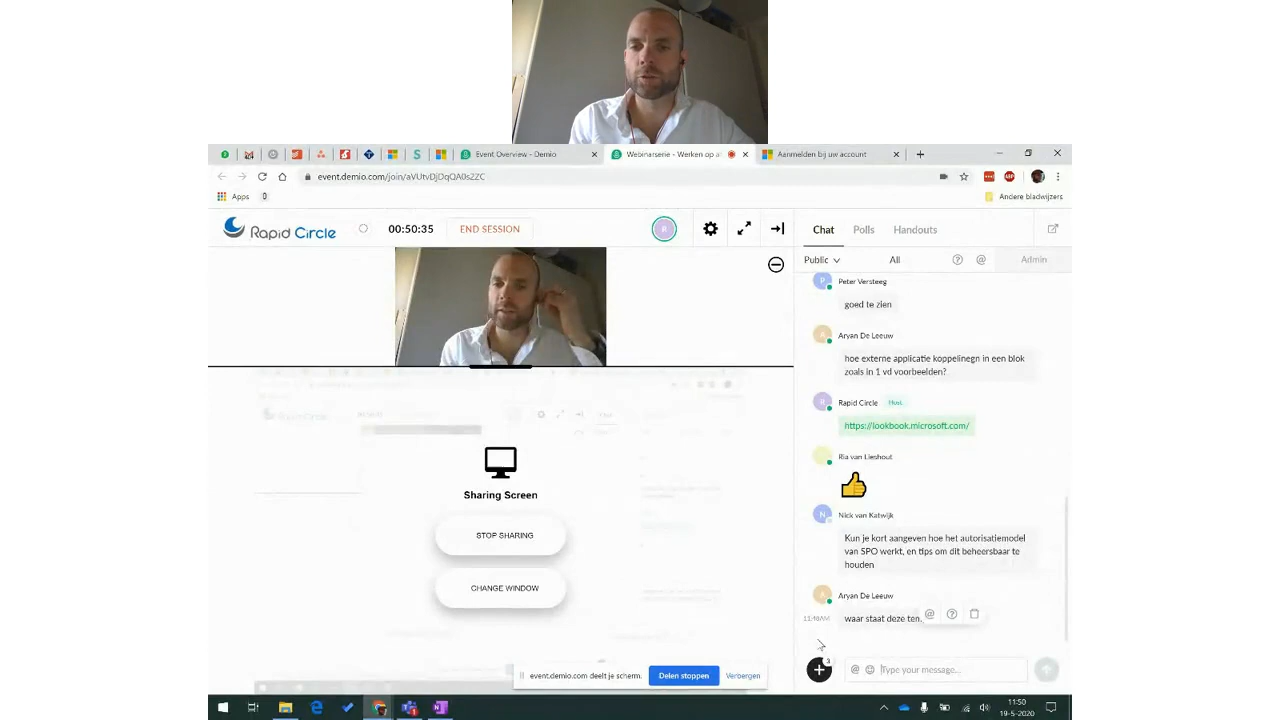 Event Overview - Demio
Webinarserie - Werken op a
Aanmelden bij uw account
event.demio.com/join/aVUtvDjDqQA0s2ZC
Apps
0
Andere bladwijzers
Rapid Circle
00:50:35
END SESSION
R
Chat
Polls
Handouts
Public
All
Admin
Peter Versteeg
goed te zien
Aryan De Leeuw
hoe externe applicatie koppelinegn in een blok
zoals in 1 vd voorbeelden?
Rapid Circle
Host
https://lookbook.microsoft.com/
Ria van Lieshout
Nick van Katwijk
Kun je kort aangeven hoe het autorisatiemodel
van SPO werkt, en tips om dit beheersbaar te
houden
Aryan De Leeuw
waar staat deze ten
Sharing Screen
STOP SHARING
CHANGE WINDOW
3
Type your message...
event.demio.com deelt je scherm.
Delen stoppen
Verbergen
11:50
19-5-2020